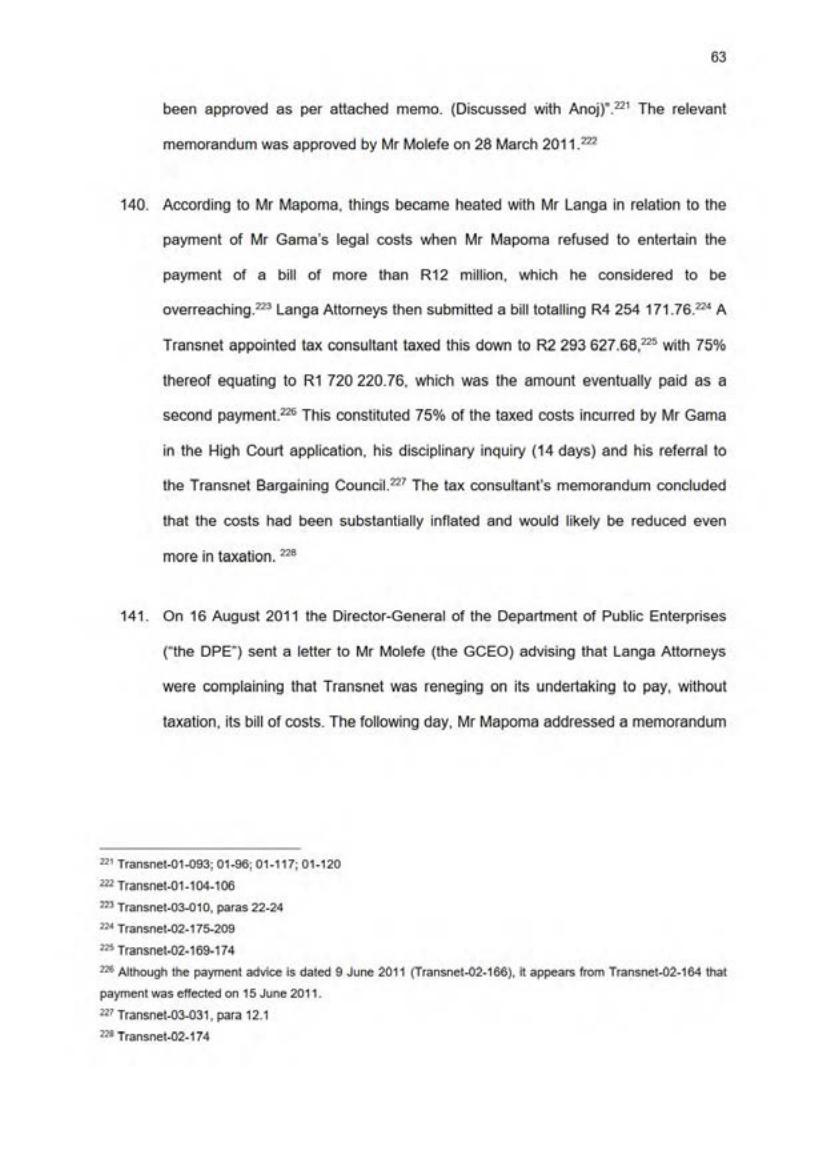 63
been approved as per attached memo. (Discussed with Anoj)".221 The relevant
memorandum was approved by Mr Molefe on 28 March 2011.222
140. According to Mr Mapoma, things became heated with Mr Langa in relation to the
payment of Mr Gama's legal costs when Mr Mapoma refused to entertain the
payment of a bill of more than R12 million, which he considered to be
overreaching.223 Langa Attorneys then submitted a bill totalling R4 254 171.76.224 A
Transnet appointed tax consultant taxed this down to R2 293 627.68,225 with 75%
thereof equating to R1 720 220.76, which was the amount eventually paid as a
second payment.226 This constituted 75% of the taxed costs incurred by Mr Gama
in the High Court application, his disciplinary inquiry (14 days) and his referral to
the Transnet Bargaining Council.227 The tax consultant's memorandum concluded
that the costs had been substantially inflated and would likely be reduced even
more in taxation. 228
141. On 16 August 2011 the Director-General of the Department of Public Enterprises
("the DPE") sent a letter to Mr Molefe (the GCEO) advising that Langa Attorneys
were complaining that Transnet was reneging on its undertaking to pay, without
taxation, its bill of costs. The following day, Mr Mapoma addressed a memorandum
221 Transnet-01-093; 01-96; 01-117; 01-120
222 Transnet-01-104-106
223 Transnet-03-010, paras 22-24
224 Transnet-02-175-209
225 Transnet-02-169-174
226 Although the payment advice is dated 9 June 2011 (Transnet-02-166), it appears from Transnet-02-164 that
payment was effected on 15 June 2011.
227 Transnet-03-031, para 12.1
228 Transnet-02-174